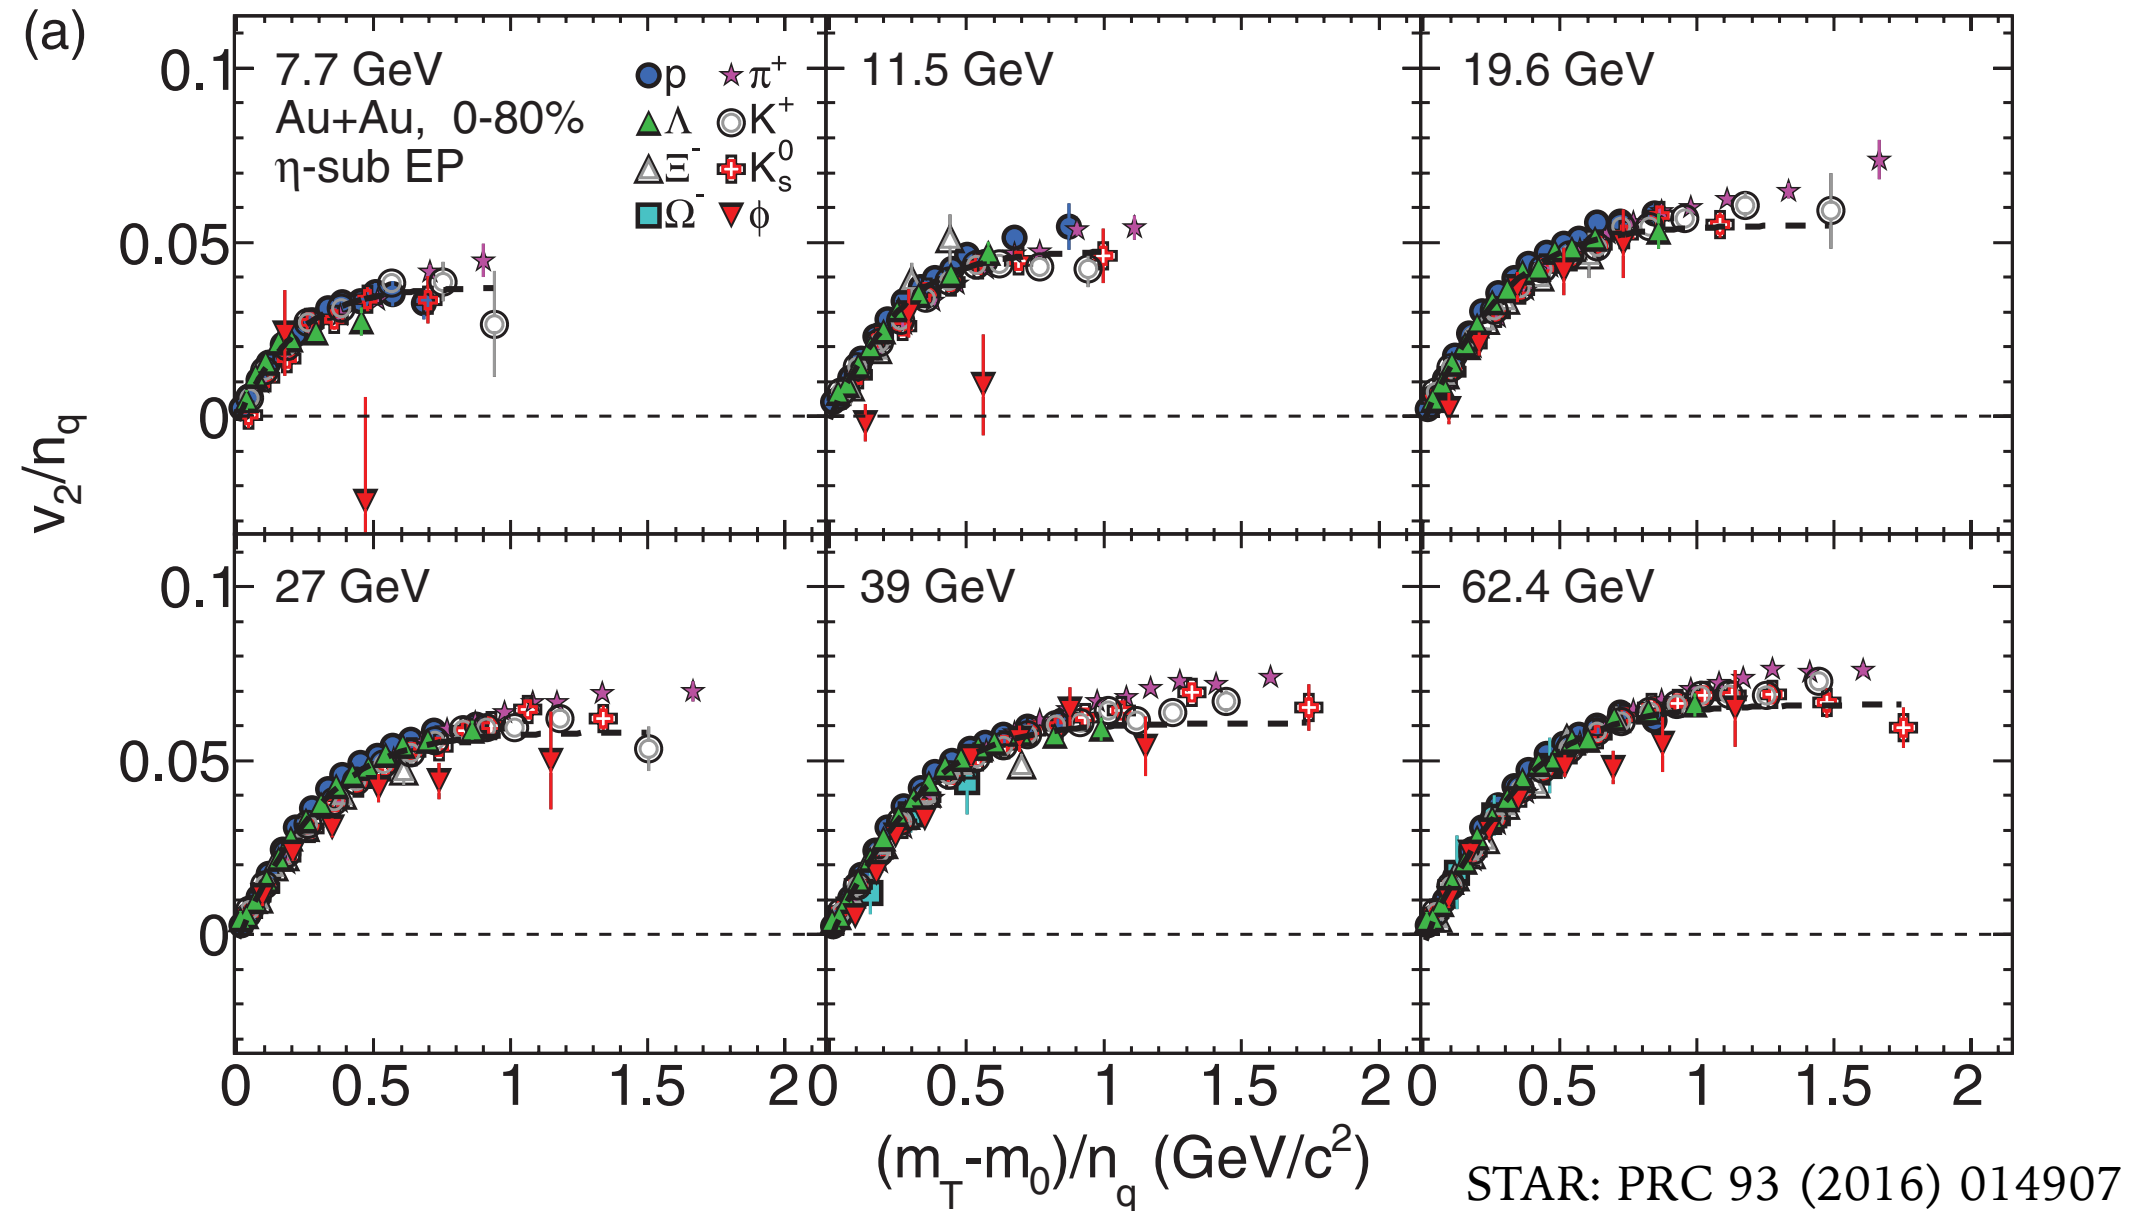 (a)
7.7 GeV
Au+Au, 0-80%
η-sub EP
p π⁺
Λ K⁺
Ξ⁻ K⁰ₛ
Ω⁻ ϕ
11.5 GeV
19.6 GeV
0.1
0.05
0
27 GeV
39 GeV
62.4 GeV
0.1
0.05
0
v₂/n_q
0 0.5 1 1.5 2 0 0.5 1 1.5 2 0 0.5 1 1.5 2
(m_T-m₀)/n_q (GeV/c²)
STAR: PRC 93 (2016) 014907